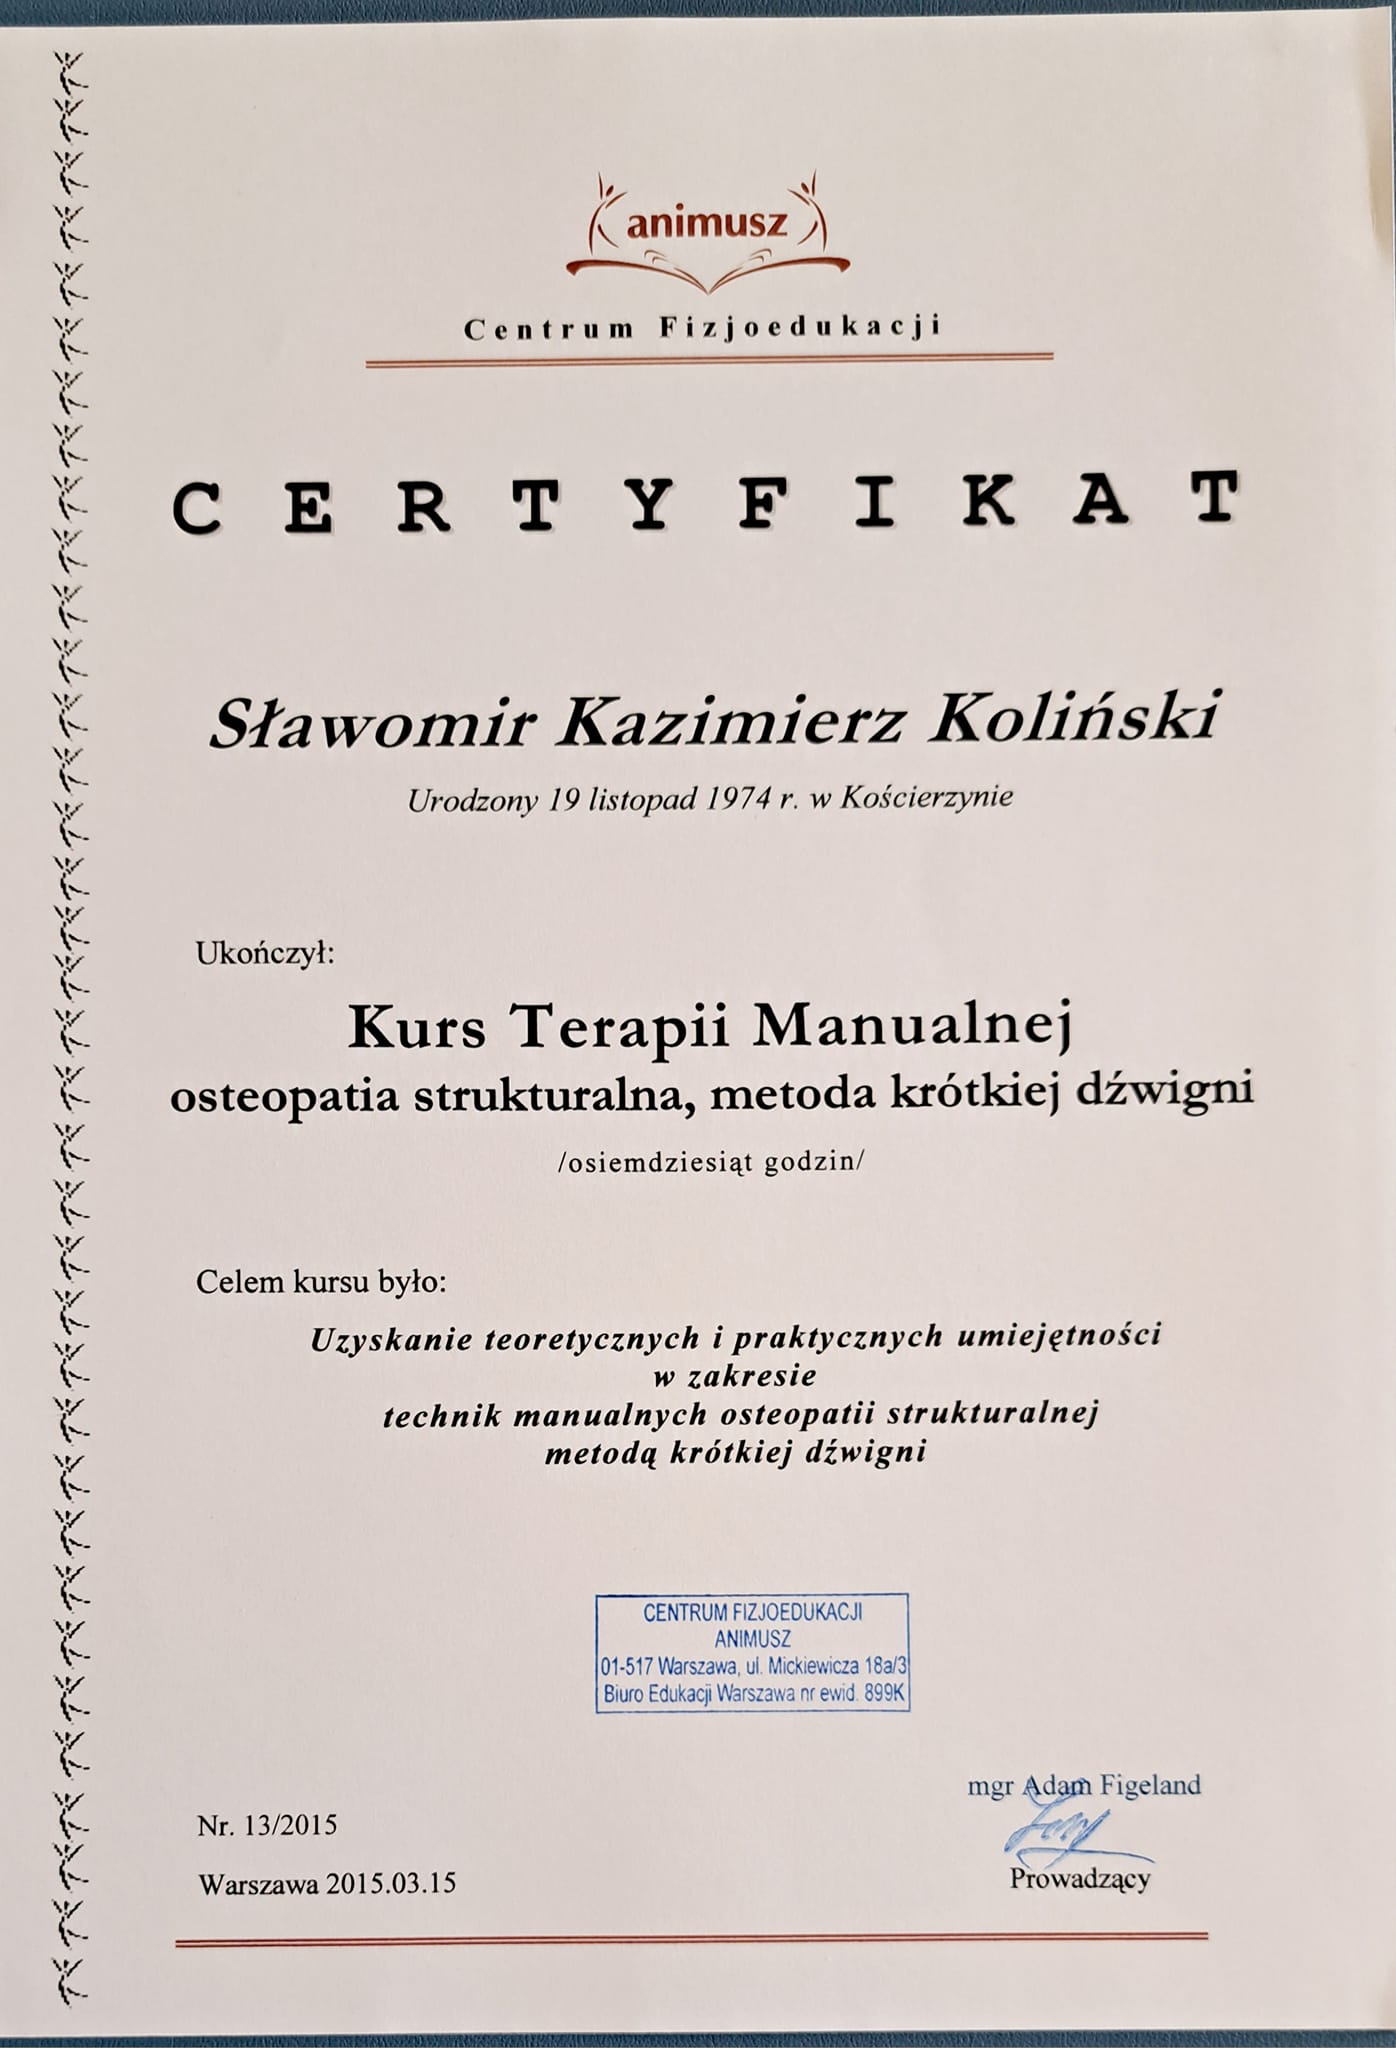 animusz
Centrum Fizjoedukacji
CERTYFIKAT
Sławomir Kazimierz Koliński
Urodzony 19 listopad 1974 r. w Kościerzynie
Ukończył:
Kurs Terapii Manualnej
osteopatia strukturalna, metoda krótkiej dźwigni
/osiemdziesiąt godzin/
Celem kursu było:
Uzyskanie teoretycznych i praktycznych umiejętności
w zakresie
technik manualnych osteopatii strukturalnej
metodą krótkiej dźwigni
CENTRUM FIZJOEDUKACJI
ANIMUSZ
01-517 Warszawa, ul. Mickiewicza 18a/3
Biuro Edukacji Warszawa nr ewid. 899K
mgr Adam Figeland
Prowadzący
Nr. 13/2015
Warszawa 2015.03.15